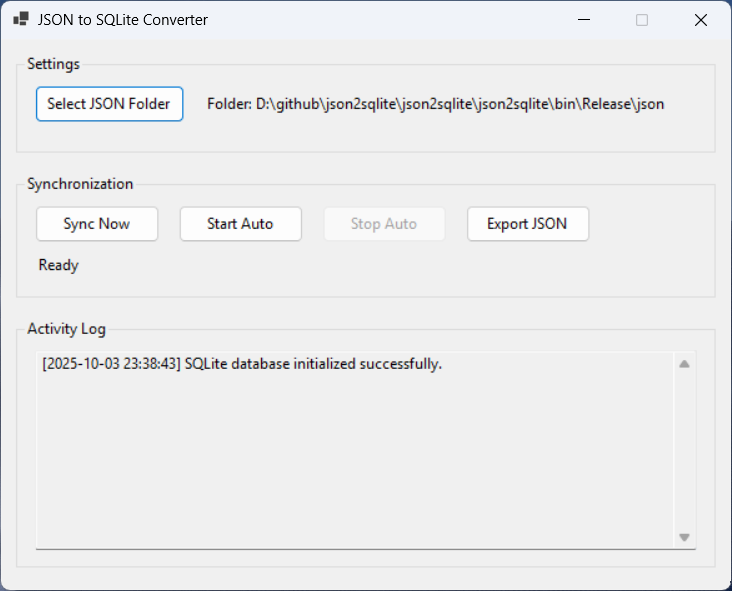 JSON to SQLite Converter
Settings
Select JSON Folder
Folder: D:\github\json2sqlite\json2sqlite\json2sqlite\bin\Release\json
Synchronization
Sync Now
Start Auto
Stop Auto
Export JSON
Ready
Activity Log
[2025-10-03 23:38:43] SQLite database initialized successfully.